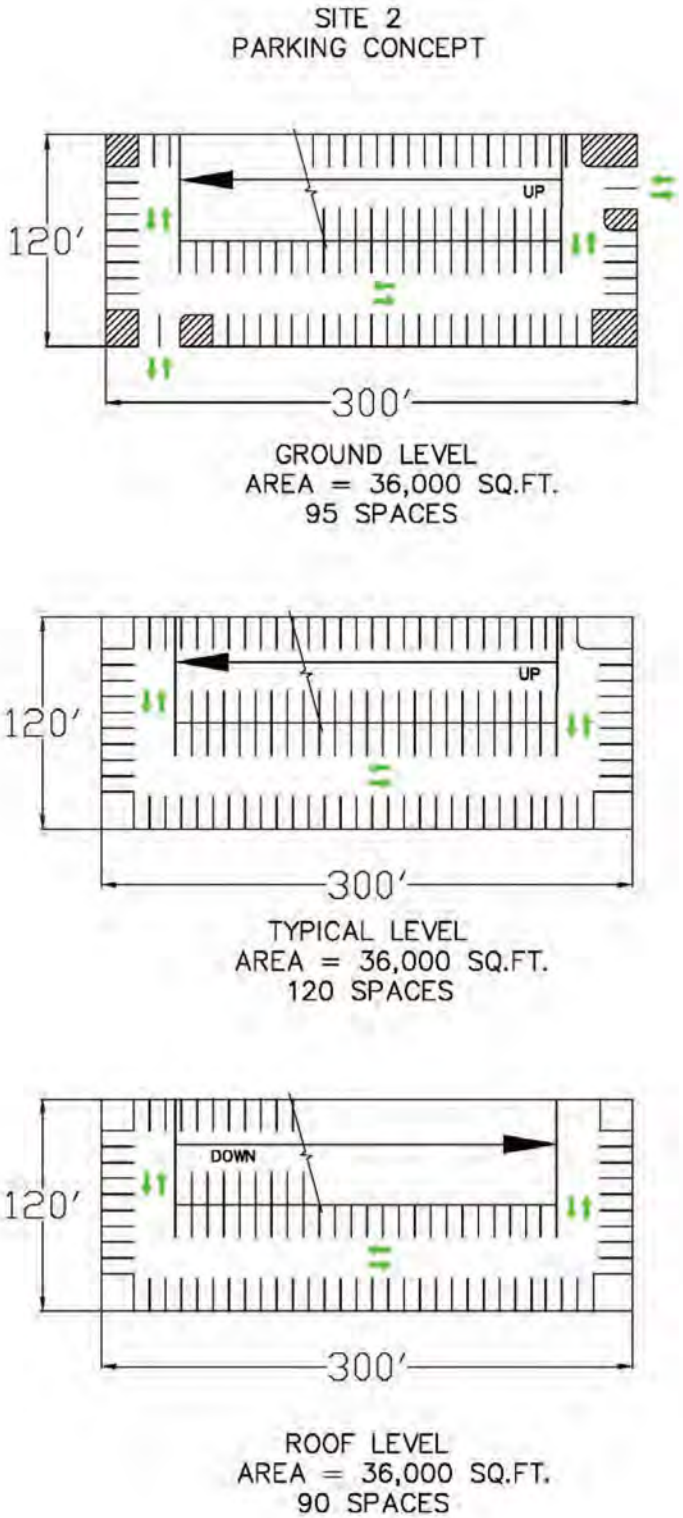 SITE 2
PARKING CONCEPT
UP
120'
300'
GROUND LEVEL
AREA = 36,000 SQ.FT.
95 SPACES
UP
120'
300'
TYPICAL LEVEL
AREA = 36,000 SQ.FT.
120 SPACES
DOWN
120'
300'
ROOF LEVEL
AREA = 36,000 SQ.FT.
90 SPACES